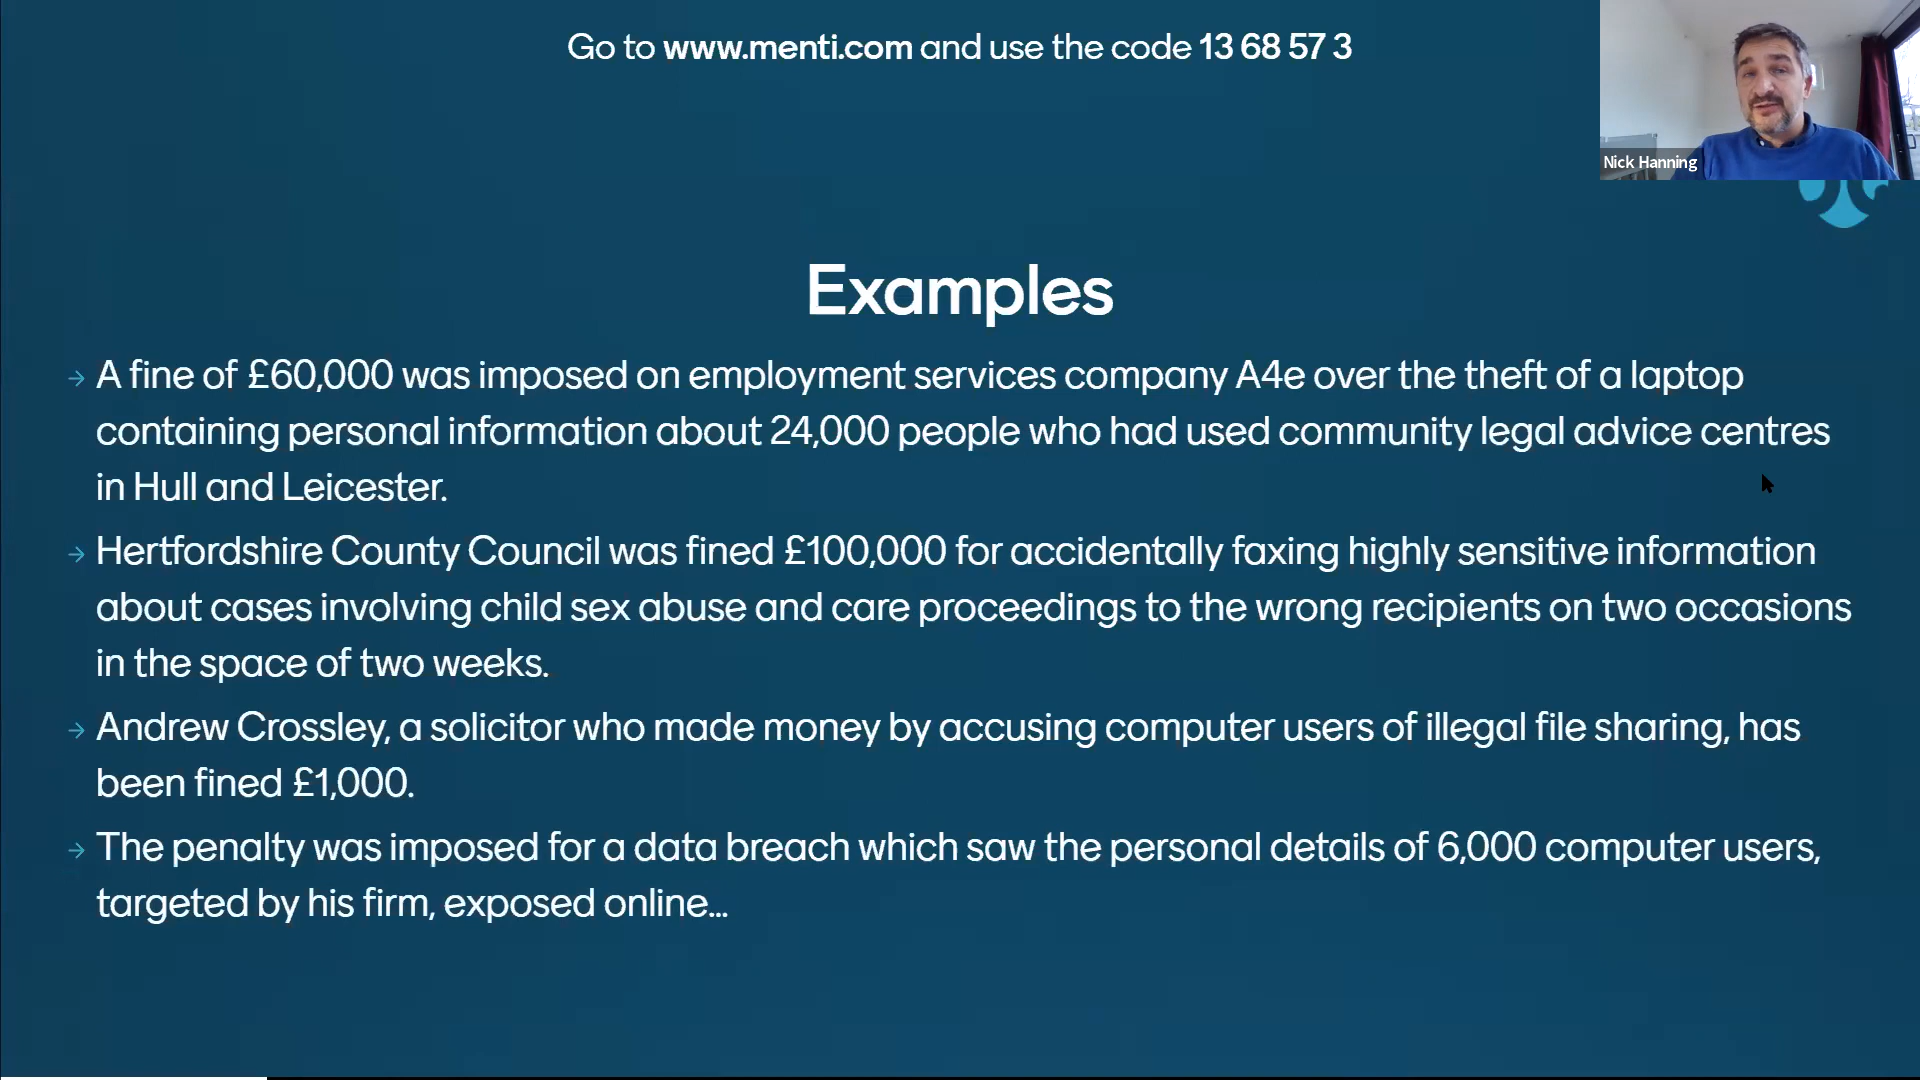 Go to www.menti.com and use the code 13 68 57 3
Nick Hanning
Examples
→ A fine of £60,000 was imposed on employment services company A4e over the theft of a laptop
containing personal information about 24,000 people who had used community legal advice centres
in Hull and Leicester.
→ Hertfordshire County Council was fined £100,000 for accidentally faxing highly sensitive information
about cases involving child sex abuse and care proceedings to the wrong recipients on two occasions
in the space of two weeks.
→ Andrew Crossley, a solicitor who made money by accusing computer users of illegal file sharing, has
been fined £1,000.
→ The penalty was imposed for a data breach which saw the personal details of 6,000 computer users,
targeted by his firm, exposed online...